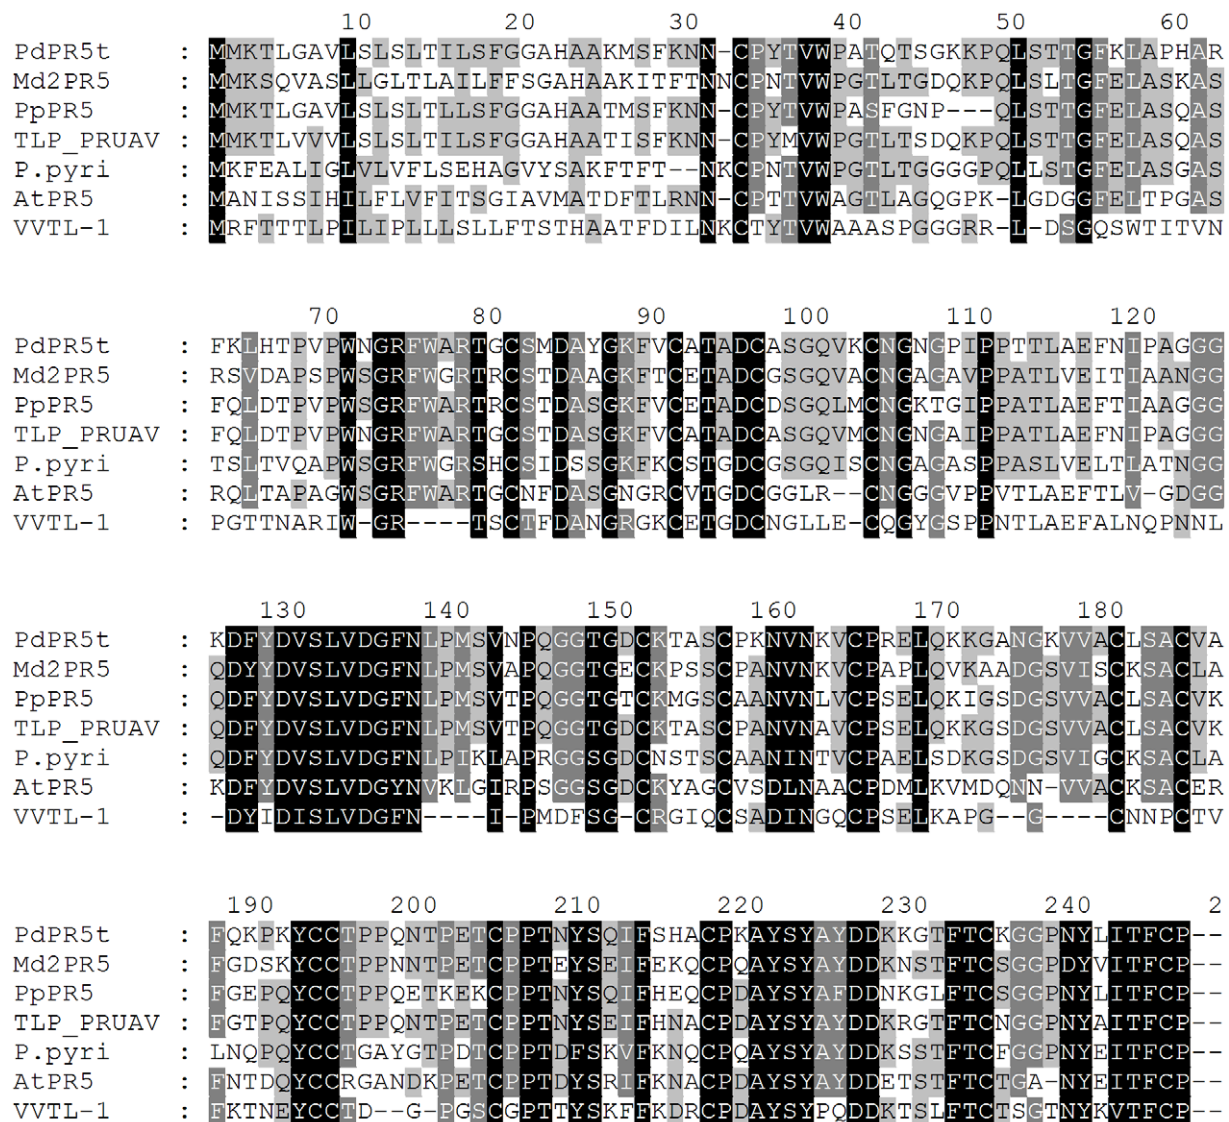 10 20 30 40 50 60
PdPR5t : MMKTLGAVLSLSLTILSFGGAHAAKMSFKNN-CPYTVWPATQTSGKKPQLSTTGFKLAPHAR
Md2PR5 : MMKSQVASLLGLTLAILFFSGAHAAKITFTNNCPNTVWPGTLTGDQKPQLSLTGFELASKAS
PpPR5 : MMKTLGAVLSLSLTLLSFGGAHAATMSFKNN-CPYTVWPASFGNP---QLSTTGFELASQAS
TLP_PRUAV : MMKTLVVVLSLSLTILSFGGAHAATISFKNN-CPYMVWPGTLTSDQKPQLSTTGFELASQAS
P.pyri : MKFEALIGLVLVFLSEHAGVYSAKFTFT--NKCPNTVWPGTLTGGGGPQLLSTGFELASGAS
AtPR5 : MANISSIHILFLVFITSGIAVMATDFTLRNN-CPTTVWAGTLAGQGPK-LGDGGFELTPGAS
VVTL-1 : MRFTTTLPILIPLLLSLLFTSTHAATFDILNKCTYTVWAAASPGGGRR-L-DSGQSWTITVN
70 80 90 100 110 120
PdPR5t : FKLHTPVPWNGRFWARTGCSMDAYGKFVCATADCASGQVKCNGNGPIPPTTLAEFNIPAGGG
Md2PR5 : RSVDAPSPWSGRFWGRTRCSTDAAGKFTCETADCGSGQVACNGAGAVPPATLVEITIAANGG
PpPR5 : FQLDTPVPWSGRFWARTRCSTDASGKFVCETADCDSGQLMCNGKTGIPPATLAEFTIAAGGG
TLP_PRUAV : FQLDTPVPWNGRFWARTGCSTDASGKFVCATADCASGQVMCNGNGAIPPATLAEFNIPAGGG
P.pyri : TSLTVQAPWSGRFWGRSHCSIDSSGKFKCSTGDCGSGQISCNGAGASPPASLVELTLATNGG
AtPR5 : RQLTAPAGWSGRFWARTGCNFDASGNGRCVTGDCGGLR--CNGGGVPPVTLAEFTLV-GDGG
VVTL-1 : PGTTNARIW-GR----TSCTFDANGRGKCETGDCNGLLE-CQGYGSPPNTLAEFALNQPNNL
130 140 150 160 170 180
PdPR5t : KDFYDVSLVDGFNLPMSVNPQGGTGDCKTASCPKNVNKVCPRELQKKGANGKVVACLSACVA
Md2PR5 : QDYYDVSLVDGFNLPMSVAPQGGTGECKPSSCPANVNKVCPAPLQVKAADGSVISCKSACLA
PpPR5 : QDFYDVSLVDGFNLPMSVTPQGGTGTCKMGSCAANVNLVCPSELQKIGSDGSVVACLSACVK
TLP_PRUAV : QDFYDVSLVDGFNLPMSVTPQGGTGDCKTASCPANVNAVCPSELQKKGSDGSVVACLSACVK
P.pyri : QDFYDVSLVDGFNLPIKLAPRGGSGDCNSTSCAANINTVCPAELSDKGSDGSVIGCKSACLA
AtPR5 : KDFYDVSLVDGYNVKLGIRPSGGSGDCKYAGCVSDLNAACPDMLKVMDQNN-VVACKSACER
VVTL-1 : -DYIDISLVDGFN----I-PMDFSG-CRGIQCSADINGQCPSELKAPG--G----CNNPCTV
190 200 210 220 230 240 2
PdPR5t : FQKPKYCCTPPQNTPETCPPTNYSQIFSHACPKAYSYAYDDKKGTFTCKGGPNYLITFCP--
Md2PR5 : FGDSKYCCTPPNNTPETCPPTEYSEIFEKQCPQAYSYAYDDKNSTFTCSGGPDYVITFCP--
PpPR5 : FGEPQYCCTPPQETKEKCPPTNYSQIFHEQCPDAYSYAFDDNKGLFTCSGGPNYLITFCP--
TLP_PRUAV : FGTPQYCCTPPQNTPETCPPTNYSEIFHNACPDAYSYAYDDKRGTFTCNGGPNYAITFCP--
P.pyri : LNQPQYCCTGAYGTPDTCPPTDFSKVFKNQCPQAYSYAYDDKSSTFTCFGGPNYEITFCP--
AtPR5 : FNTDQYCCRGANDKPETCPPTDYSRIFKNACPDAYSYAYDDETSTFTCTGA-NYEITFCP--
VVTL-1 : FKTNEYCCTD--G-PGSCGPTTYSKFFKDRCPDAYSYPQDDKTSLFTCTSGTNYKVTFCP--